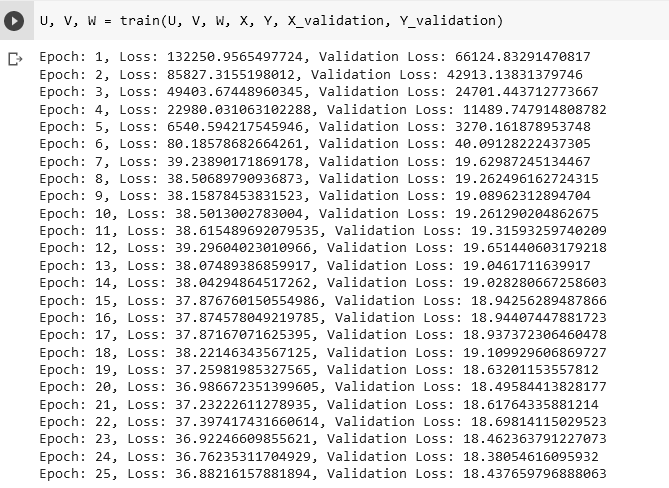 U, V, W = train(U, V, W, X, Y, X_validation, Y_validation)
Epoch: 1, Loss: 132250.9565497724, Validation Loss: 66124.83291470817
Epoch: 2, Loss: 85827.3155198012, Validation Loss: 42913.13831379746
Epoch: 3, Loss: 49403.67448960345, Validation Loss: 24701.443712773667
Epoch: 4, Loss: 22980.031063102288, Validation Loss: 11489.747914808782
Epoch: 5, Loss: 6540.594217545946, Validation Loss: 3270.161878953748
Epoch: 6, Loss: 80.18578682664261, Validation Loss: 40.09128222437305
Epoch: 7, Loss: 39.23890171869178, Validation Loss: 19.62987245134467
Epoch: 8, Loss: 38.50689790936873, Validation Loss: 19.262496162724315
Epoch: 9, Loss: 38.15878453831523, Validation Loss: 19.08962312894704
Epoch: 10, Loss: 38.5013002783004, Validation Loss: 19.261290204862675
Epoch: 11, Loss: 38.615489692079535, Validation Loss: 19.31593259740209
Epoch: 12, Loss: 39.29604023010966, Validation Loss: 19.651440603179218
Epoch: 13, Loss: 38.07489386859917, Validation Loss: 19.0461711639917
Epoch: 14, Loss: 38.04294864517262, Validation Loss: 19.028280667258603
Epoch: 15, Loss: 37.876760150554986, Validation Loss: 18.94256289487866
Epoch: 16, Loss: 37.874578049219785, Validation Loss: 18.94407447881723
Epoch: 17, Loss: 37.87167071625395, Validation Loss: 18.937372306460478
Epoch: 18, Loss: 38.22146343567125, Validation Loss: 19.109929606869727
Epoch: 19, Loss: 37.25981985327565, Validation Loss: 18.63201153557812
Epoch: 20, Loss: 36.986672351399605, Validation Loss: 18.49584413828177
Epoch: 21, Loss: 37.23222611278935, Validation Loss: 18.61764335881214
Epoch: 22, Loss: 37.397417431660614, Validation Loss: 18.69814115029523
Epoch: 23, Loss: 36.92246609855621, Validation Loss: 18.462363791227073
Epoch: 24, Loss: 36.76235311704929, Validation Loss: 18.38054616095932
Epoch: 25, Loss: 36.88216157881894, Validation Loss: 18.437659796888063